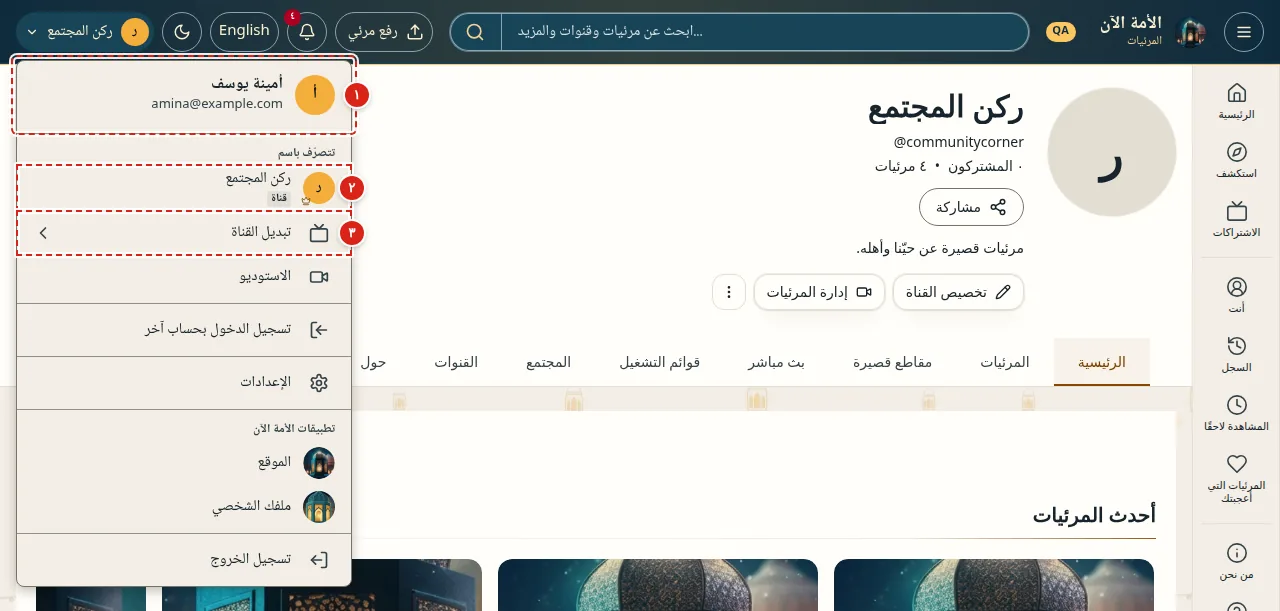 الأمة الآن
المرئيات
QA
ابحث عن مرئيات وقنوات والمزيد...
رفع مرئي
٤
English
ر
ركن المجتمع
الرئيسية
استكشف
الاشتراكات
أنت
السجل
المشاهدة لاحقًا
المرئيات التي
أعجبتك
من نحن
ر
ركن المجتمع
@communitycorner
٠ المشتركون • ٤ مرئيات
مشاركة
مرئيات قصيرة عن حيّنا وأهله.
تخصيص القناة
إدارة المرئيات
الرئيسية
المرئيات
مقاطع قصيرة
بث مباشر
قوائم التشغيل
المجتمع
القنوات
حول
أحدث المرئيات
١
أ
أمينة يوسف
amina@example.com
تتصرّف باسم
٢
ر
ركن المجتمع
قناة
٣
تبديل القناة
الاستوديو
تسجيل الدخول بحساب آخر
الإعدادات
تطبيقات الأمة الآن
الموقع
ملفك الشخصي
تسجيل الخروج